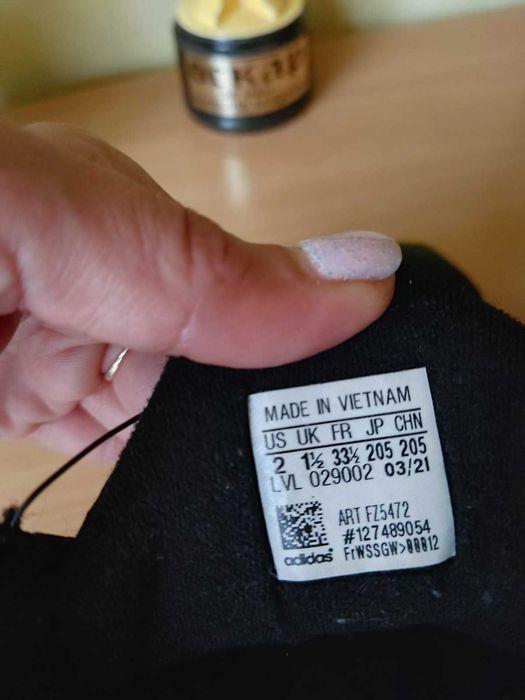 MADE IN VIETNAM
US UK FR JP CHN
2 1½ 33½ 205 205
LVL 029002 03/21
ART FZ5472
#127489054
FrWSSGW>00012
adidas